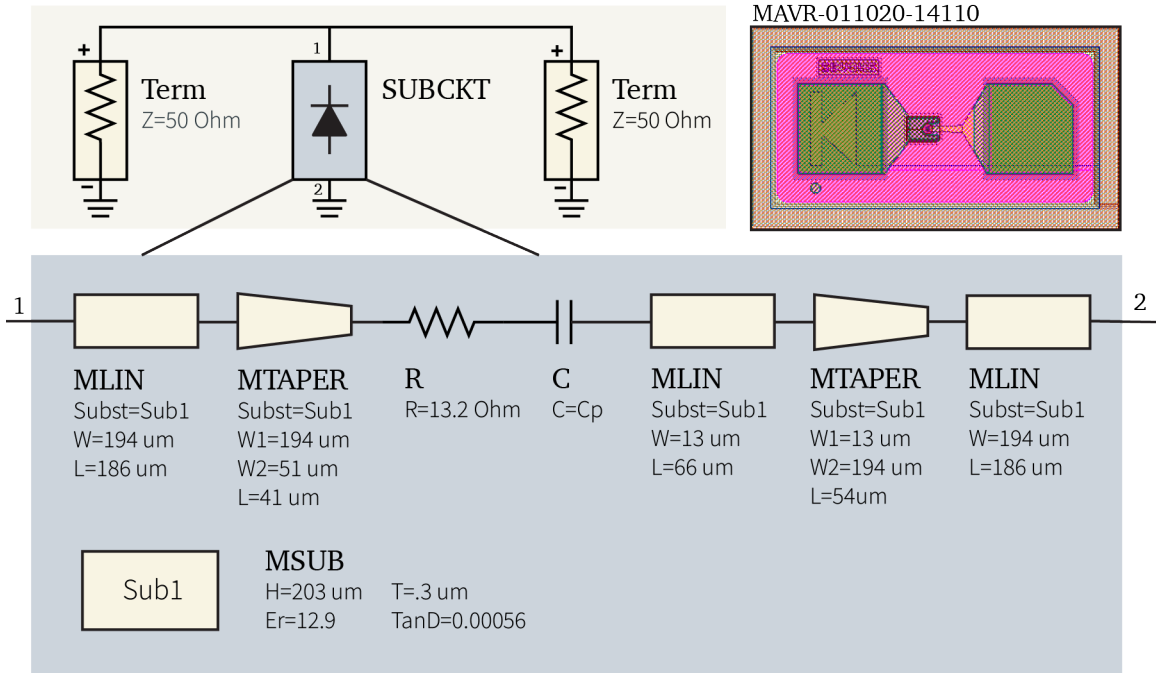 MAVR-011020-14110
+
Term
Z=50 Ohm
-
1
SUBCKT
2
+
Term
Z=50 Ohm
-
1
2
MLIN
Subst=Sub1
W=194 um
L=186 um
MTAPER
Subst=Sub1
W1=194 um
W2=51 um
L=41 um
R
R=13.2 Ohm
C
C=Cp
MLIN
Subst=Sub1
W=13 um
L=66 um
MTAPER
Subst=Sub1
W1=13 um
W2=194 um
L=54um
MLIN
Subst=Sub1
W=194 um
L=186 um
Sub1
MSUB
H=203 um T=.3 um
Er=12.9 TanD=0.00056